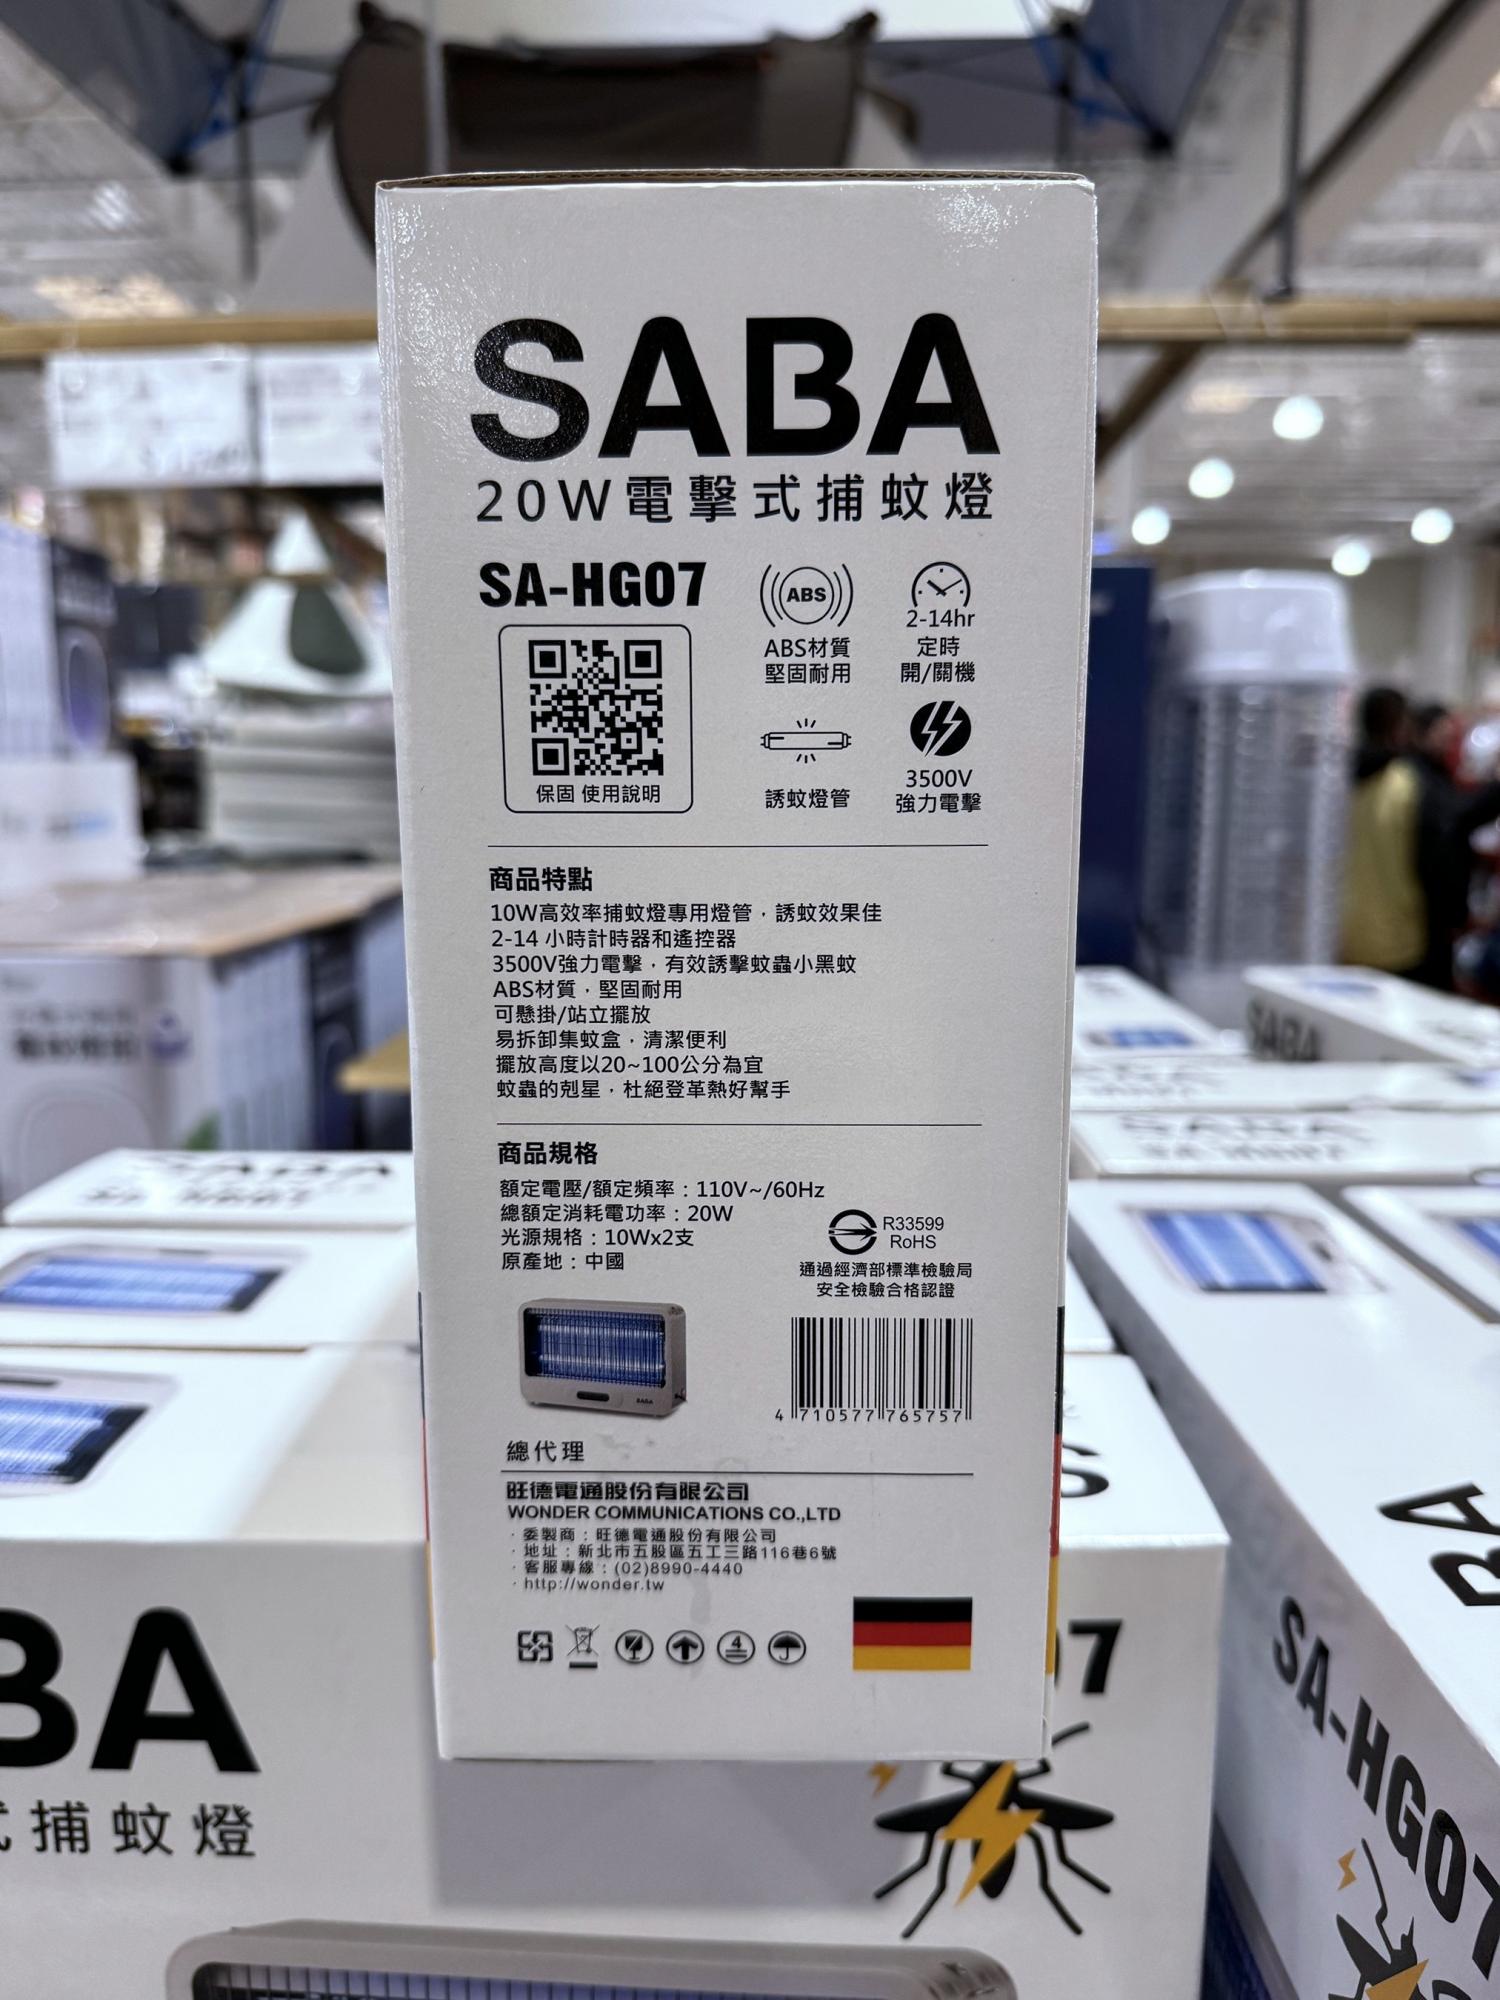 SABA
20W電擊式捕蚊燈
SA-HG07
保固 使用說明
ABS
ABS材質
堅固耐用
2-14hr
定時
開/關機
誘蚊燈管
3500V
強力電擊
商品特點
10W高效率捕蚊燈專用燈管，誘蚊效果佳
2-14 小時計時器和遙控器
3500V強力電擊，有效誘擊蚊蟲小黑蚊
ABS材質，堅固耐用
可懸掛/站立擺放
易拆卸集蚊盒，清潔便利
擺放高度以20~100公分為宜
蚊蟲的剋星，杜絕登革熱好幫手
商品規格
額定電壓/額定頻率：110V~/60Hz
總額定消耗電功率：20W
光源規格：10Wx2支
原產地：中國
R33599
RoHS
通過經濟部標準檢驗局
安全檢驗合格認證
SABA
4 710577 765757
總代理
旺德電通股份有限公司
WONDER COMMUNICATIONS CO.,LTD
· 委製商：旺德電通股份有限公司
· 地址：新北市五股區五工三路116巷6號
· 客服專線：(02)8990-4440
· http://wonder.tw
4
BA
式捕蚊燈
07
SABA
BA
SA-HG07